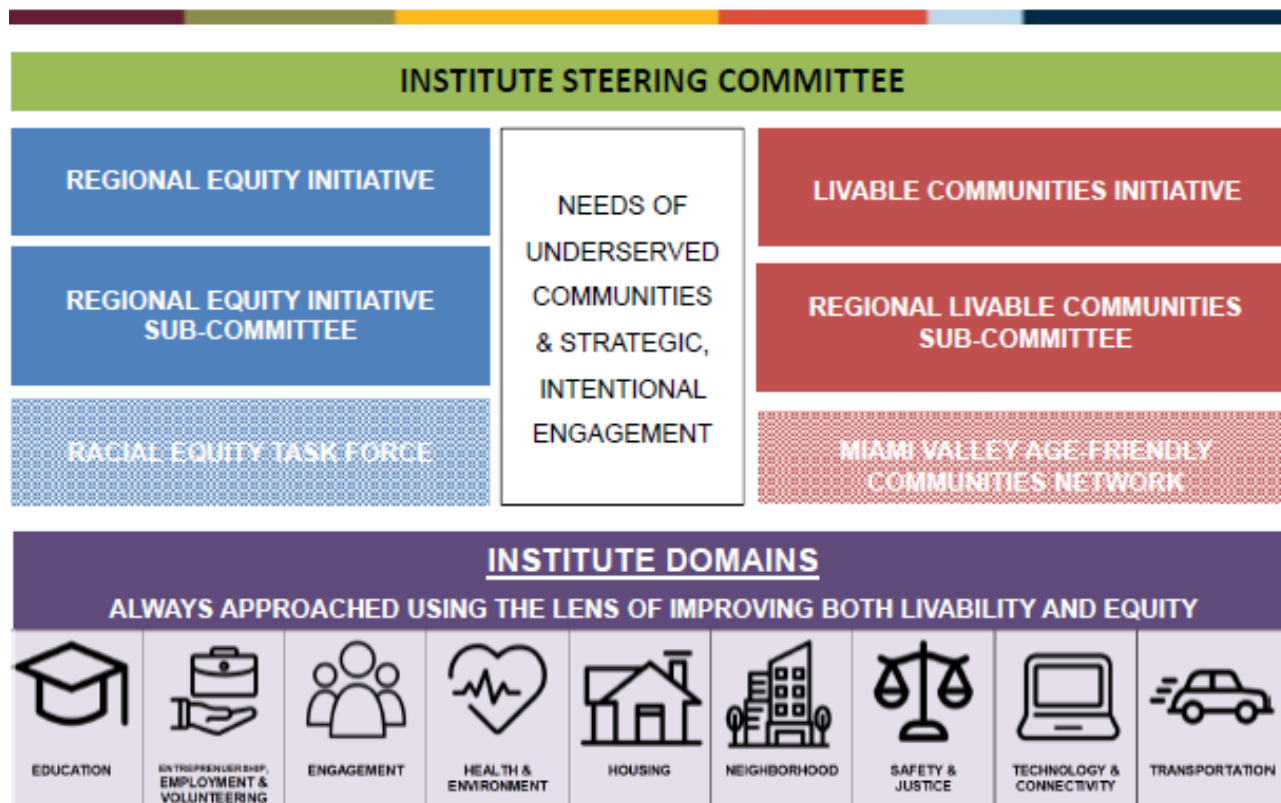 INSTITUTE STEERING COMMITTEE
REGIONAL EQUITY INITIATIVE
REGIONAL EQUITY INITIATIVE
SUB-COMMITTEE
RACIAL EQUITY TASK FORCE
NEEDS OF
UNDERSERVED
COMMUNITIES
& STRATEGIC,
INTENTIONAL
ENGAGEMENT
LIVABLE COMMUNITIES INITIATIVE
REGIONAL LIVABLE COMMUNITIES
SUB-COMMITTEE
MIAMI VALLEY AGE-FRIENDLY
COMMUNITIES NETWORK
INSTITUTE DOMAINS
ALWAYS APPROACHED USING THE LENS OF IMPROVING BOTH LIVABILITY AND EQUITY
EDUCATION
ENTREPRENUERSHIP,
EMPLOYMENT &
VOLUNTEERING
ENGAGEMENT
HEALTH &
ENVIRONMENT
HOUSING
NEIGHBORHOOD
SAFETY &
JUSTICE
TECHNOLOGY &
CONNECTIVITY
TRANSPORTATION